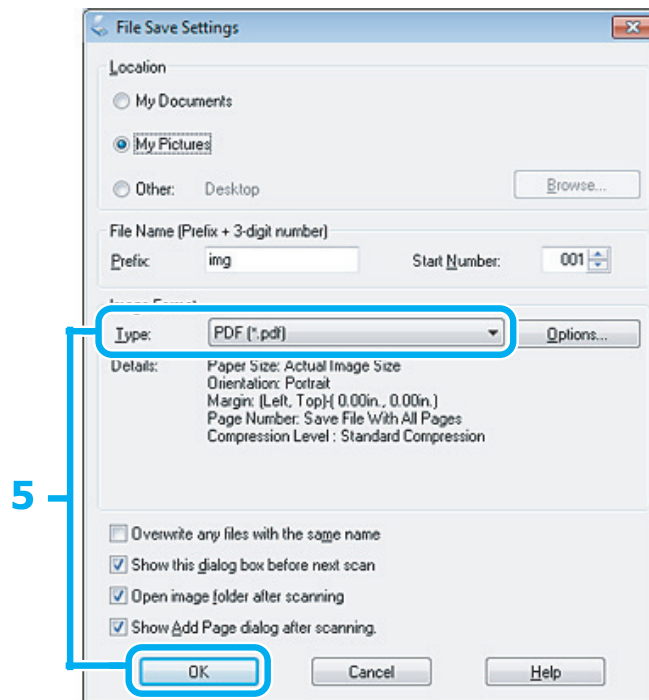 File Save Settings
Location
My Documents
My Pictures
Other: Desktop Browse...
File Name (Prefix + 3-digit number)
Prefix: img Start Number: 001
Image Format
Type: PDF (*.pdf) Options...
Details: Paper Size: Actual Image Size
Orientation: Portrait
Margin: (Left, Top)-( 0.00in., 0.00in.)
Page Number: Save File With All Pages
Compression Level : Standard Compression
5
Overwrite any files with the same name
Show this dialog box before next scan
Open image folder after scanning
Show Add Page dialog after scanning.
OK Cancel Help